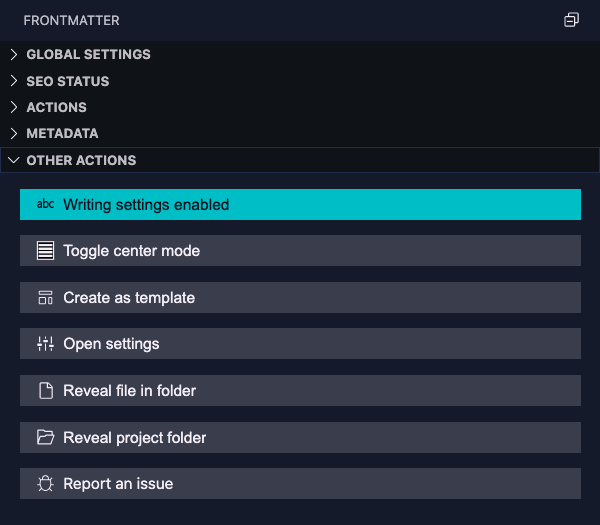 FRONTMATTER
GLOBAL SETTINGS
SEO STATUS
ACTIONS
METADATA
OTHER ACTIONS
abc Writing settings enabled
Toggle center mode
Create as template
Open settings
Reveal file in folder
Reveal project folder
Report an issue